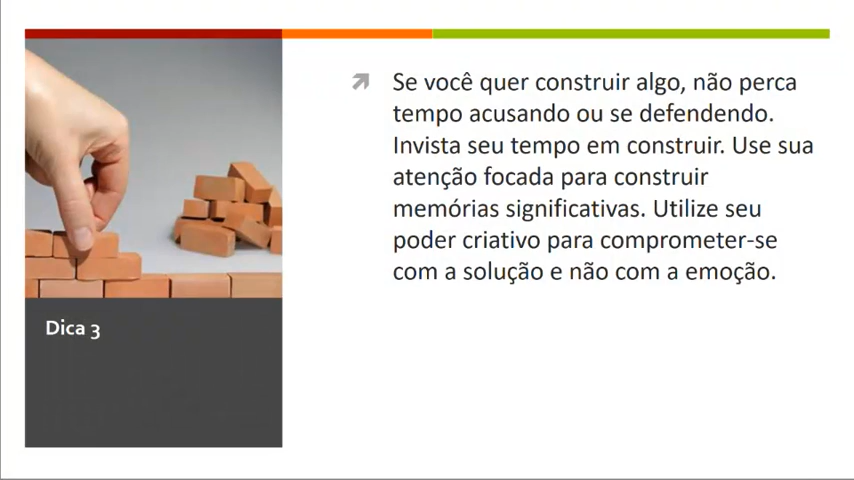 Se você quer construir algo, não perca
tempo acusando ou se defendendo.
Invista seu tempo em construir. Use sua
atenção focada para construir
memórias significativas. Utilize seu
poder criativo para comprometer-se
com a solução e não com a emoção.
Dica 3